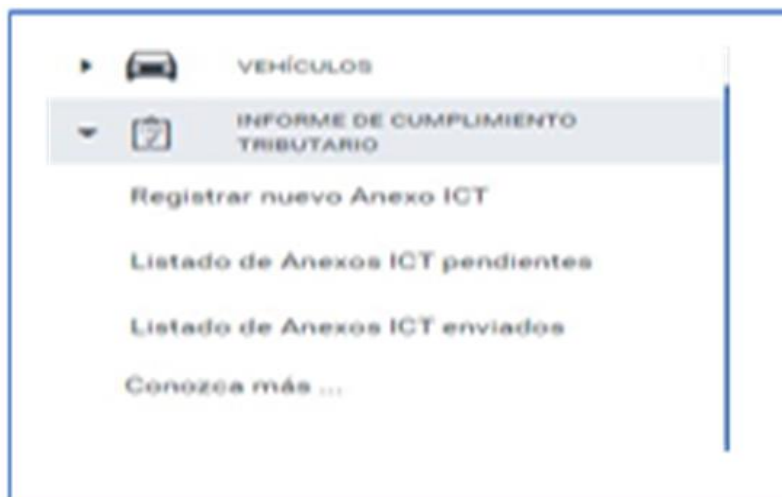 VEHÍCULOS
INFORME DE CUMPLIMIENTO
TRIBUTARIO
Registrar nuevo Anexo ICT
Listado de Anexos ICT pendientes
Listado de Anexos ICT enviados
Conozca más ...